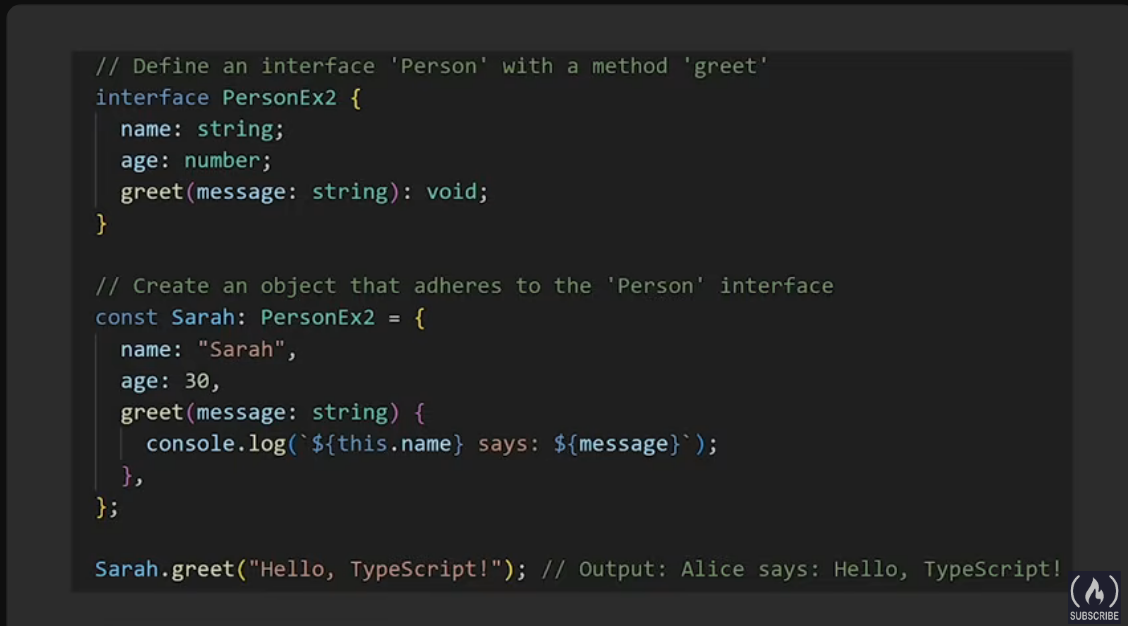 // Define an interface 'Person' with a method 'greet'
interface PersonEx2 {
  name: string;
  age: number;
  greet(message: string): void;
}

// Create an object that adheres to the 'Person' interface
const Sarah: PersonEx2 = {
  name: "Sarah",
  age: 30,
  greet(message: string) {
    console.log(`${this.name} says: ${message}`);
  },
};

Sarah.greet("Hello, TypeScript!"); // Output: Alice says: Hello, TypeScript!
SUBSCRIBE